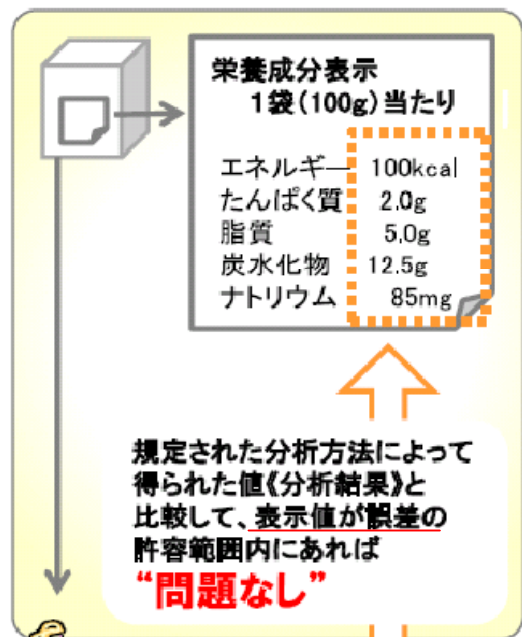 栄養成分表示
1袋(100g)当たり
エネルギー 100kcal
たんぱく質 2.0g
脂質 5.0g
炭水化物 12.5g
ナトリウム 85mg
規定された分析方法によって
得られた値《分析結果》と
比較して、表示値が誤差の
許容範囲内にあれば
“問題なし”